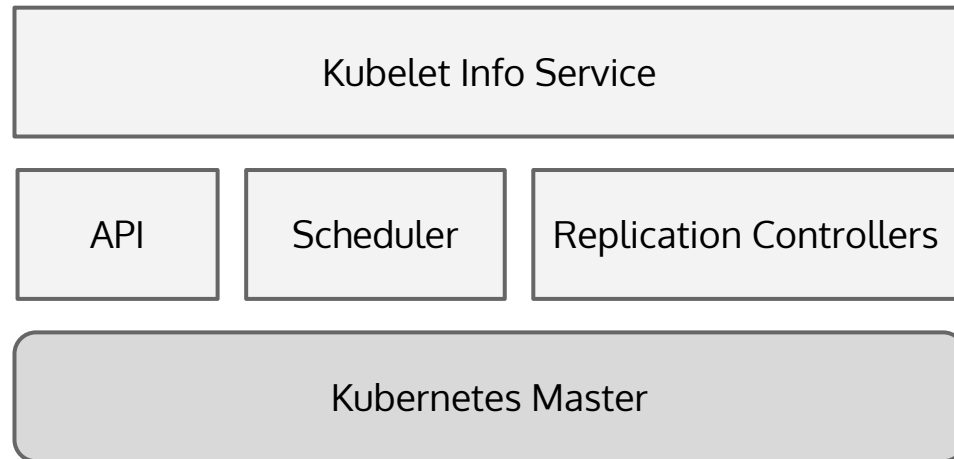 Kubelet Info Service
API Scheduler Replication Controllers
Kubernetes Master